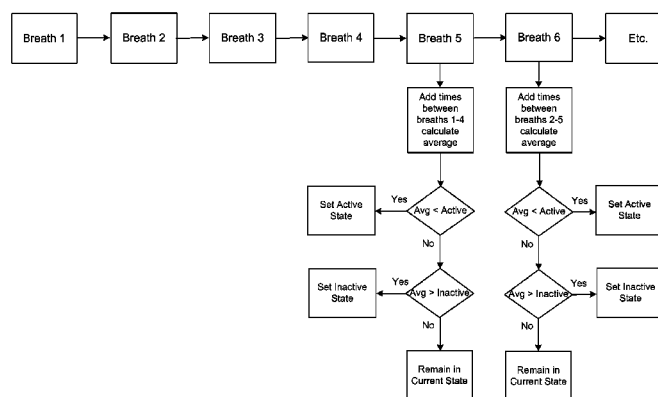 Breath 1
Breath 2
Breath 3
Breath 4
Breath 5
Breath 6
Etc.
Add times
between
breaths 1-4
calculate
average
Add times
between
breaths 2-5
calculate
average
Set Active
State
Yes
Avg < Active
No
Avg < Active
Yes
No
Set Active
State
Set Inactive
State
Yes
Avg > Inactive
No
Avg > Inactive
Yes
No
Set Inactive
State
Remain in
Current State
Remain in
Current State